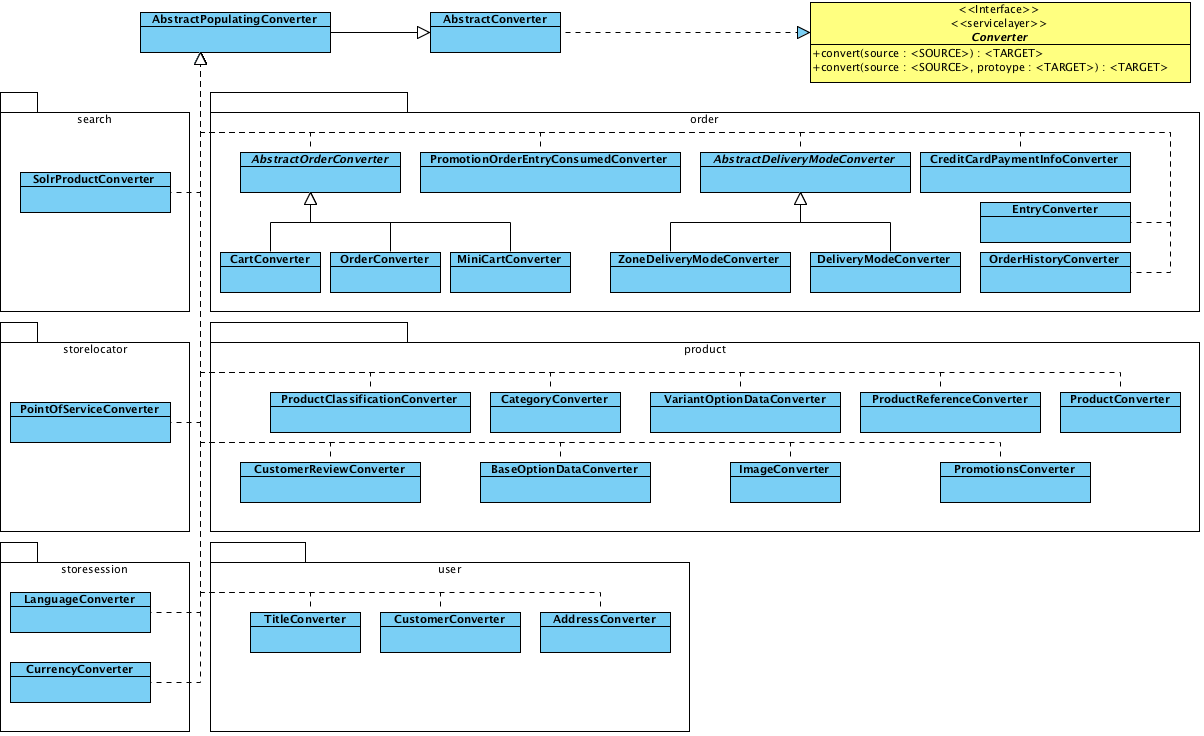 AbstractPopulatingConverter
AbstractConverter
<<Interface>>
<<servicelayer>>
Converter
+convert(source : <SOURCE>) : <TARGET>
+convert(source : <SOURCE>, protoype : <TARGET>) : <TARGET>
search
SolrProductConverter
order
AbstractOrderConverter
PromotionOrderEntryConsumedConverter
AbstractDeliveryModeConverter
CreditCardPaymentInfoConverter
EntryConverter
CartConverter
OrderConverter
MiniCartConverter
ZoneDeliveryModeConverter
DeliveryModeConverter
OrderHistoryConverter
storelocator
PointOfServiceConverter
product
ProductClassificationConverter
CategoryConverter
VariantOptionDataConverter
ProductReferenceConverter
ProductConverter
CustomerReviewConverter
BaseOptionDataConverter
ImageConverter
PromotionsConverter
storesession
LanguageConverter
CurrencyConverter
user
TitleConverter
CustomerConverter
AddressConverter